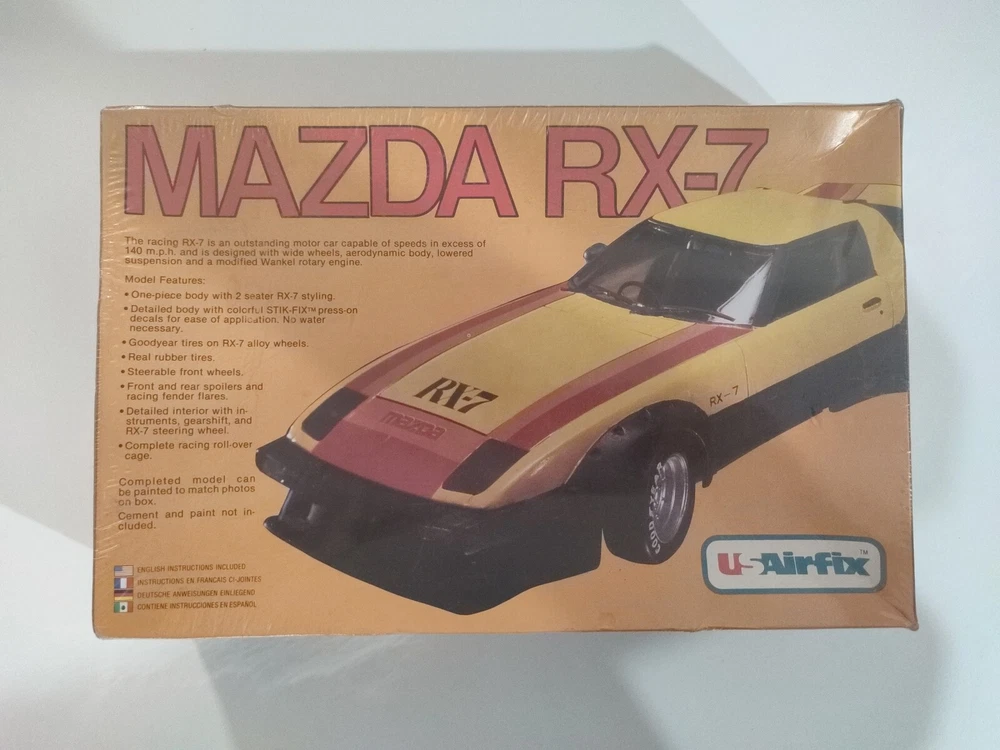 MAZDA RX-7
The racing RX-7 is an outstanding motor car capable of speeds in excess of
140 m.p.h. and is designed with wide wheels, aerodynamic body, lowered
suspension and a modified Wankel rotary engine.
Model Features:
• One-piece body with 2 seater RX-7 styling.
• Detailed body with colorful STIK-FIX™ press-on
decals for ease of application. No water
necessary.
• Goodyear tires on RX-7 alloy wheels.
• Real rubber tires.
• Steerable front wheels.
• Front and rear spoilers and
racing fender flares.
• Detailed interior with in-
struments, gearshift, and
RX-7 steering wheel.
• Complete racing roll-over
cage.
Completed model can
be painted to match photos
on box.
Cement and paint not in-
cluded.
ENGLISH INSTRUCTIONS INCLUDED
INSTRUCTIONS EN FRANCAIS CI-JOINTES
DEUTSCHE ANWEISUNGEN EINLIEGEND
CONTIENE INSTRUCCIONES EN ESPAÑOL
RX-7
mazda
RX-7
GOODYEAR
USAirfix™